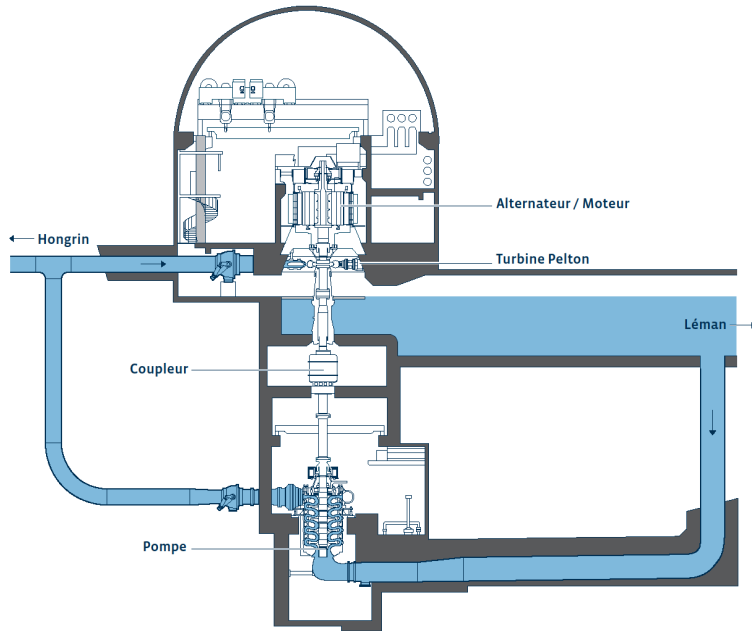 Alternateur / Moteur
Hongrin
Turbine Pelton
Léman
Coupleur
Pompe